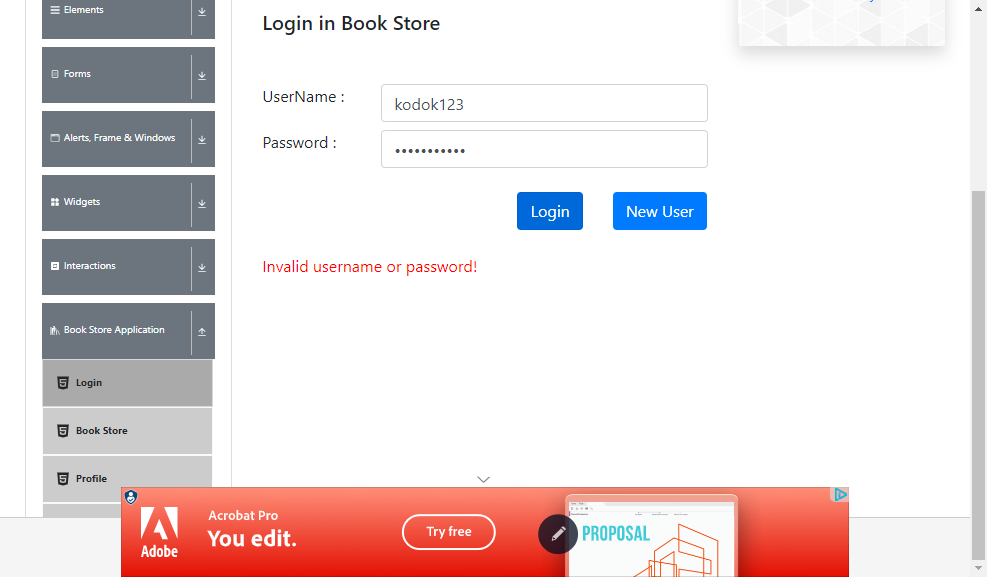 Elements
Forms
Alerts, Frame & Windows
Widgets
Interactions
Book Store Application
Login
Book Store
Profile
Login in Book Store
UserName :
kodok123
Password :
•••••••••••
Login
New User
Invalid username or password!
Adobe
Acrobat Pro
You edit.
Try free
PROPOSAL